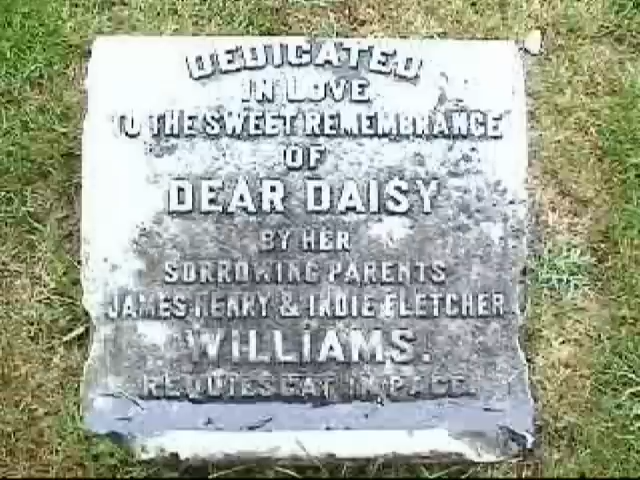 DEDICATED
IN LOVE
TO THE SWEET REMEMBRANCE
OF
DEAR DAISY
BY HER
SORROWING PARENTS
JAMES HENRY & INDIE FLETCHER
WILLIAMS.
REQUIESCAT IN PACE.